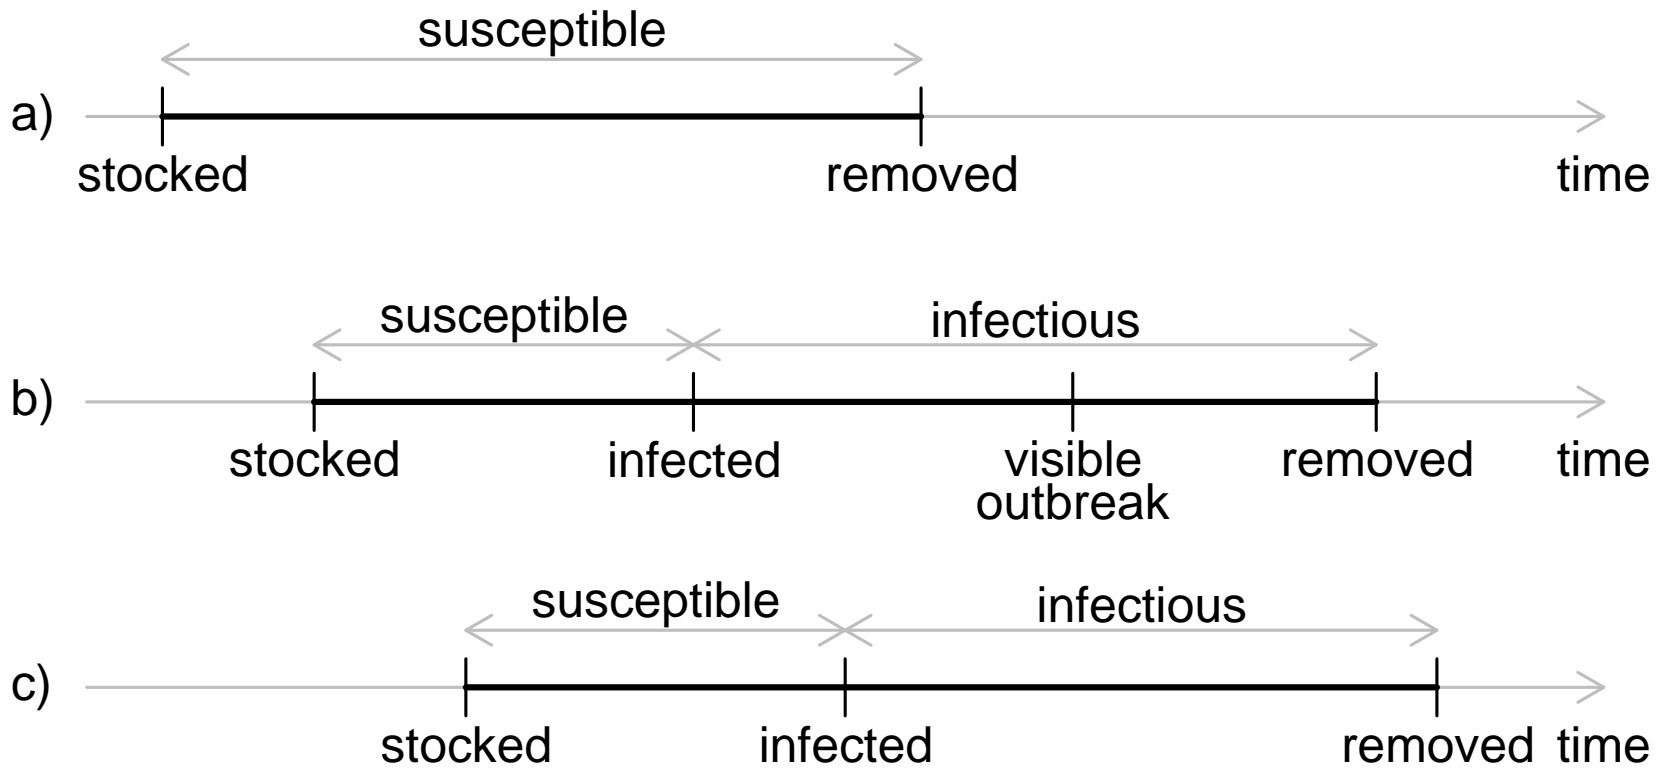 susceptible
a)
stocked removed time
susceptible infectious
b)
stocked infected visible outbreak removed time
susceptible infectious
c)
stocked infected removed time